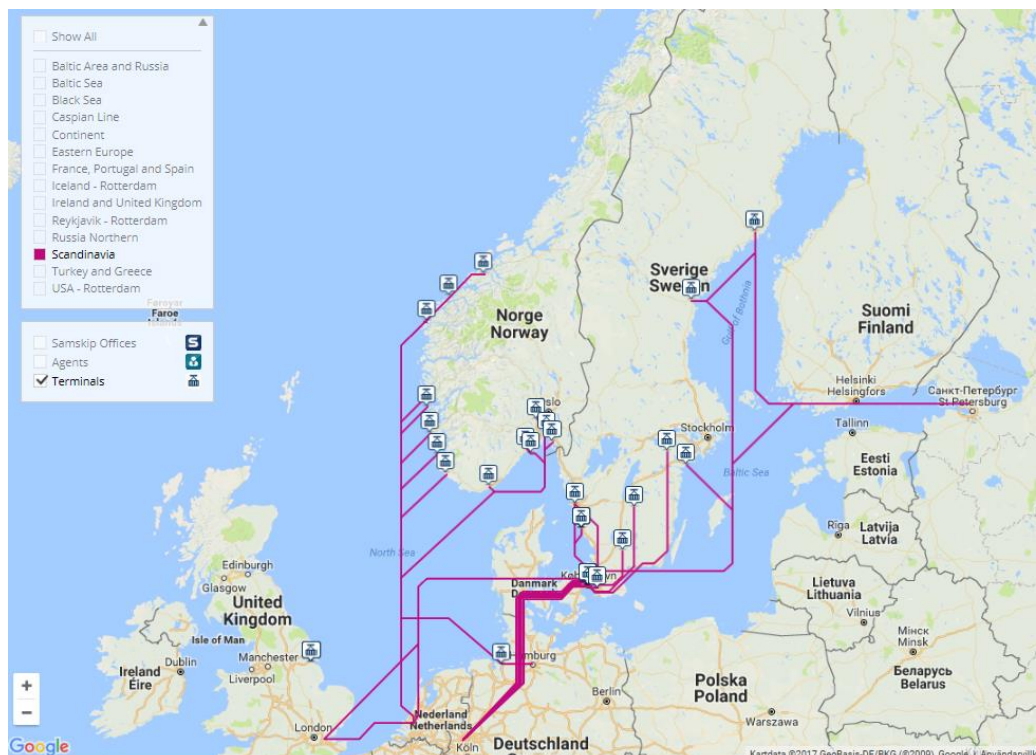 Show All
Baltic Area and Russia
Baltic Sea
Black Sea
Caspian Line
Continent
Eastern Europe
France, Portugal and Spain
Iceland - Rotterdam
Ireland and United Kingdom
Reykjavik - Rotterdam
Russia Northern
Scandinavia
Turkey and Greece
USA - Rotterdam
Føroyar
Faroe
Islands
Samskip Offices
S
Agents
Terminals
Norge
Norway
Sverige
Gulf of Bothnia
Suomi
Finland
Helsinki
Helsingfors
Санкт-Петербург
St Petersburg
Tallinn
Eesti
Estonia
Stockholm
Baltic Sea
Rīga
Latvija
Latvia
Lietuva
Lithuania
Vilnius
Мінск
Minsk
Беларусь
Belarus
North Sea
Danmark
Edinburgh
Glasgow
United
Kingdom
Isle of Man
Manchester
Liverpool
Ireland
Éire
Dublin
London
Nederland
Netherlands
Köln
Berlin
Deutschland
Polska
Poland
Warszawa
+
−
Google